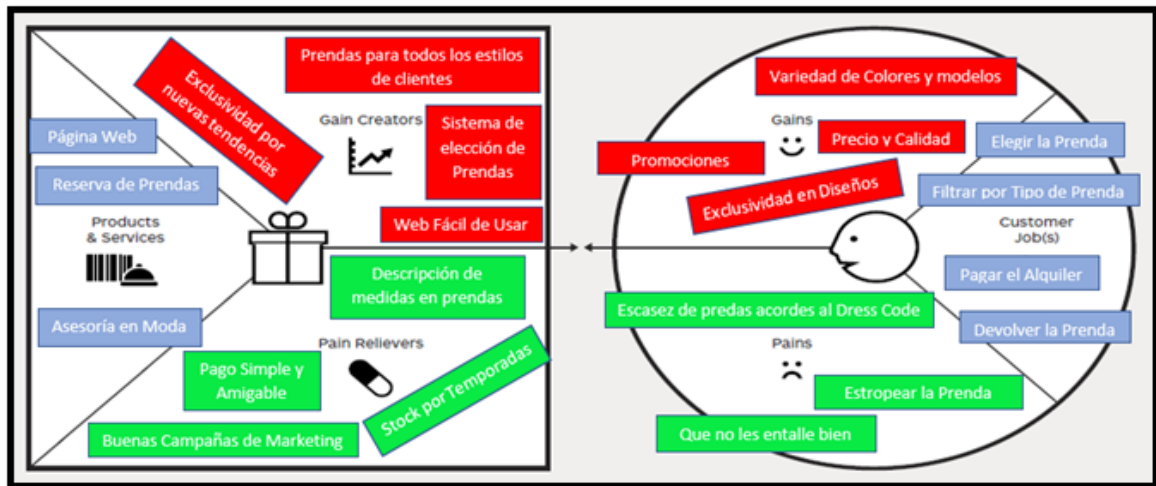 Prendas para todos los estilos
de clientes
Exclusividad por
nuevas tendencias
Gain Creators
Sistema de
elección de
Prendas
Página Web
Reserva de Prendas
Web Fácil de Usar
Products
& Services
Descripción de
medidas en prendas
Asesoría en Moda
Pain Relievers
Pago Simple y
Amigable
Stock por Temporadas
Buenas Campañas de Marketing
Variedad de Colores y modelos
Gains
Precio y Calidad
Elegir la Prenda
Promociones
Exclusividad en Diseños
Filtrar por Tipo de Prenda
Customer
Job(s)
Pagar el Alquiler
Escasez de predas acordes al Dress Code
Devolver la Prenda
Pains
Estropear la Prenda
Que no les entalle bien